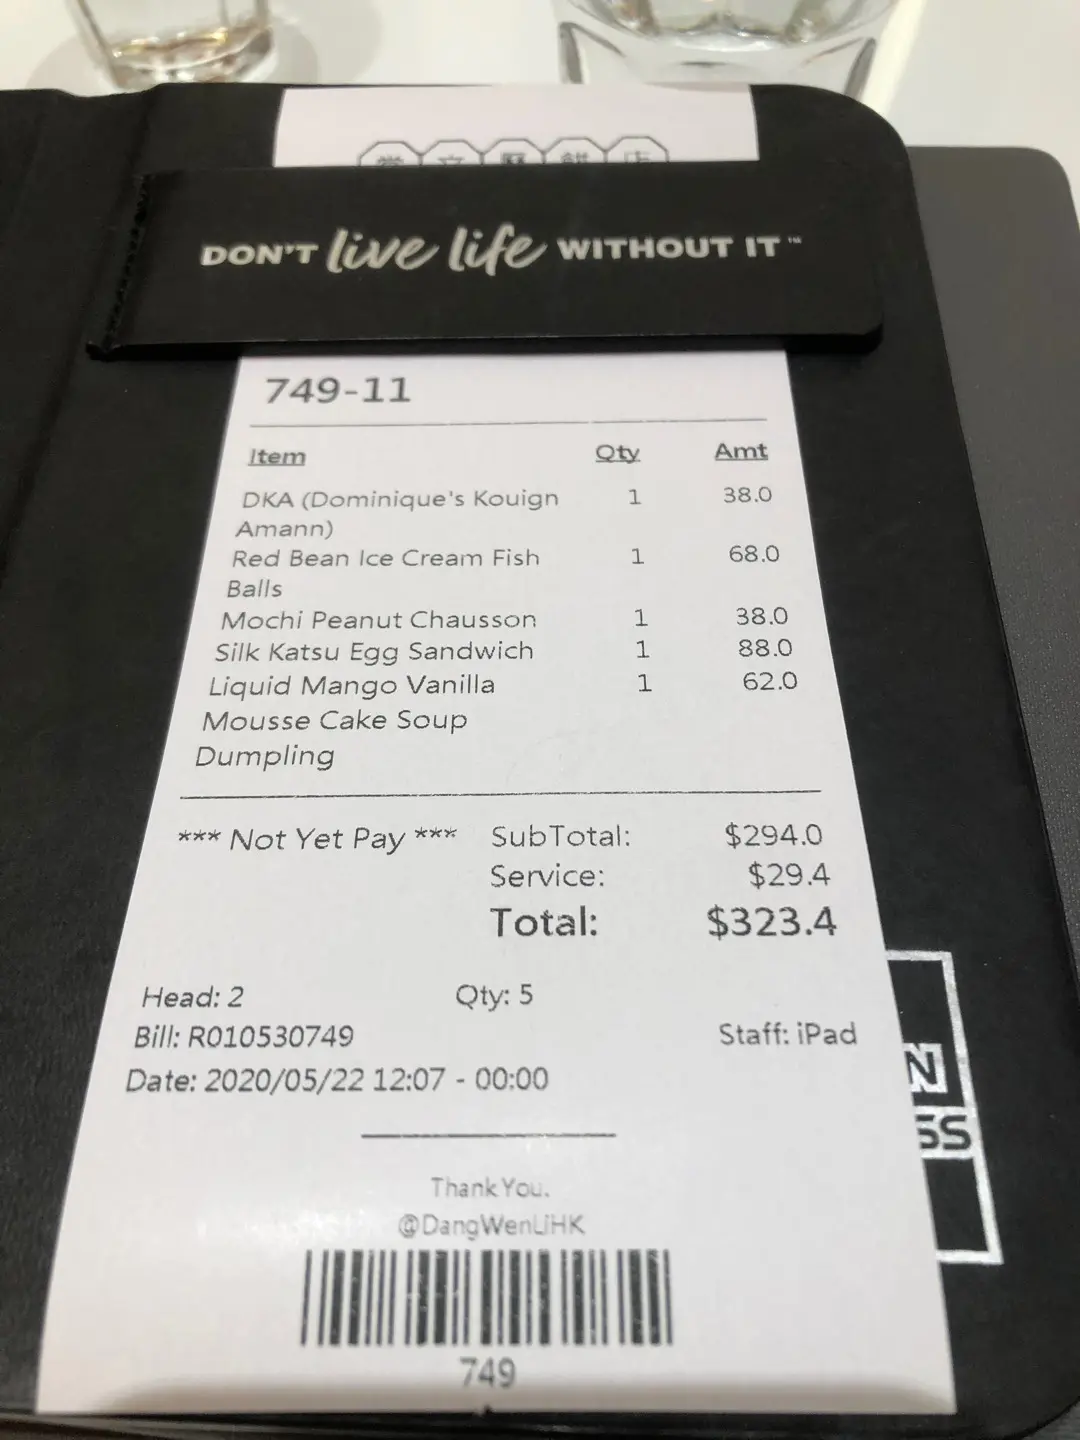 DON'T live life WITHOUT IT™
749-11
Item Qty Amt
DKA (Dominique's Kouign 1 38.0
Amann)
Red Bean Ice Cream Fish 1 68.0
Balls
Mochi Peanut Chausson 1 38.0
Silk Katsu Egg Sandwich 1 88.0
Liquid Mango Vanilla 1 62.0
Mousse Cake Soup
Dumpling
*** Not Yet Pay *** SubTotal: $294.0
Service: $29.4
Total: $323.4
Head: 2 Qty: 5
Bill: R010530749 Staff: iPad
Date: 2020/05/22 12:07 - 00:00
Thank You.
@DangWenLiHK
749